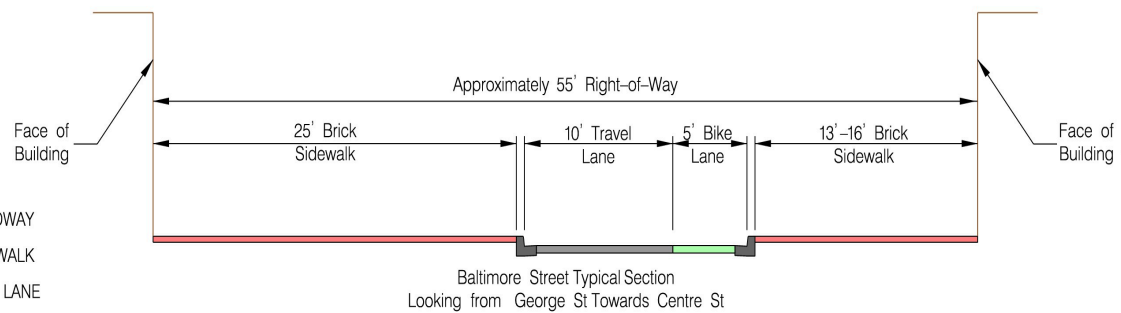 Approximately 55' Right-of-Way
Face of
Building
25' Brick
Sidewalk
10' Travel
Lane
5' Bike
Lane
13'-16' Brick
Sidewalk
Face of
Building
WALK
LANE
Baltimore Street Typical Section
Looking from George St Towards Centre St